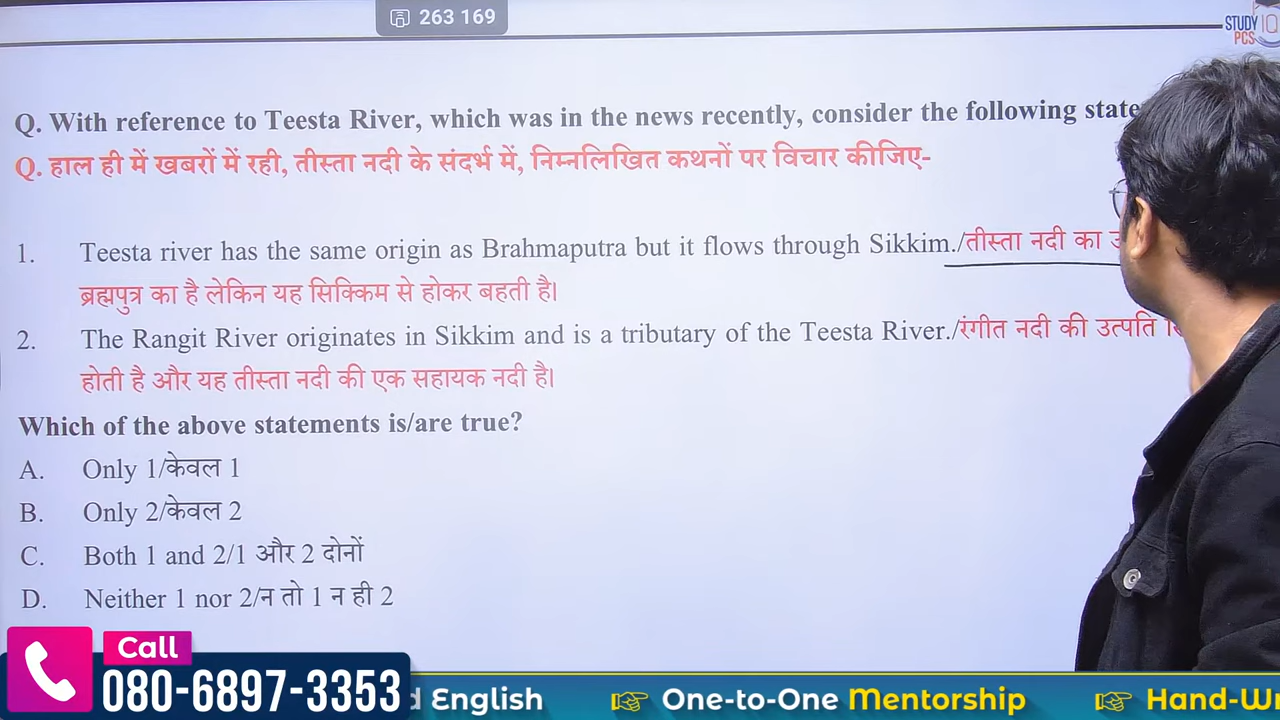 263 169
STUDY IQ
PCS
Q. With reference to Teesta River, which was in the news recently, consider the following state
Q. हाल ही में खबरों में रही, तीस्ता नदी के संदर्भ में, निम्नलिखित कथनों पर विचार कीजिए-
1. Teesta river has the same origin as Brahmaputra but it flows through Sikkim./तीस्ता नदी का
ब्रह्मपुत्र का है लेकिन यह सिक्किम से होकर बहती है।
2. The Rangit River originates in Sikkim and is a tributary of the Teesta River./रंगीत नदी की उत्पति
होती है और यह तीस्ता नदी की एक सहायक नदी है।
Which of the above statements is/are true?
A. Only 1/केवल 1
B. Only 2/केवल 2
C. Both 1 and 2/1 और 2 दोनों
D. Neither 1 nor 2/न तो 1 न ही 2
Call
080-6897-3353
d English One-to-One Mentorship Hand-W